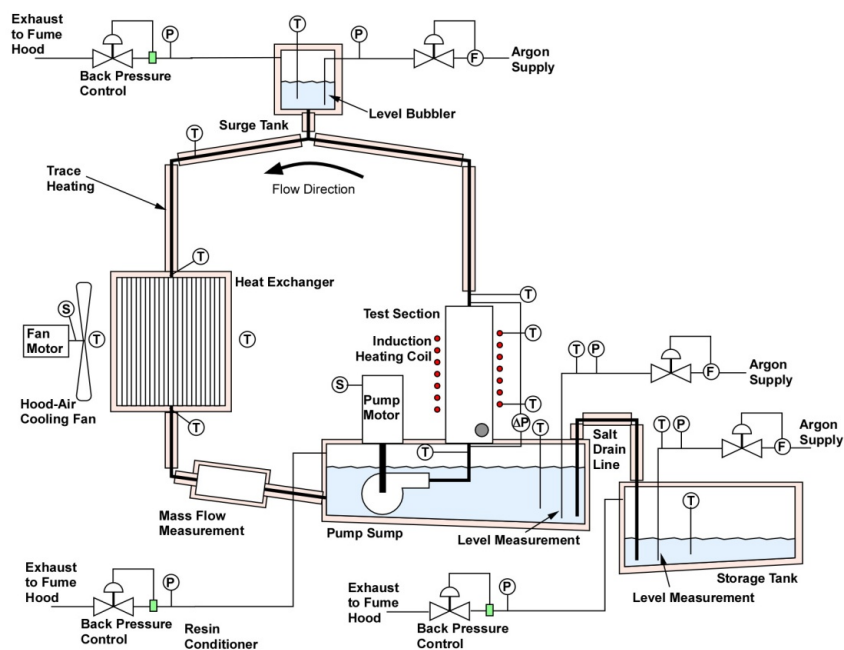 Exhaust
to Fume
Hood
P
Back Pressure
Control
T
P
F
Argon
Supply
Level Bubbler
Surge Tank
T
Trace
Heating
Flow Direction
T
Heat Exchanger
S
Fan
Motor
T
T
Hood-Air
Cooling Fan
T
Test Section
T
Induction
Heating Coil
T
T
S
Pump
Motor
ΔP
T
T
T
P
F
Argon
Supply
Salt
Drain
Line
T
P
F
Argon
Supply
T
Mass Flow
Measurement
Pump Sump
Level Measurement
Storage Tank
Level Measurement
Exhaust
to Fume
Hood
P
Back Pressure
Control
Resin
Conditioner
Exhaust
to Fume
Hood
P
Back Pressure
Control